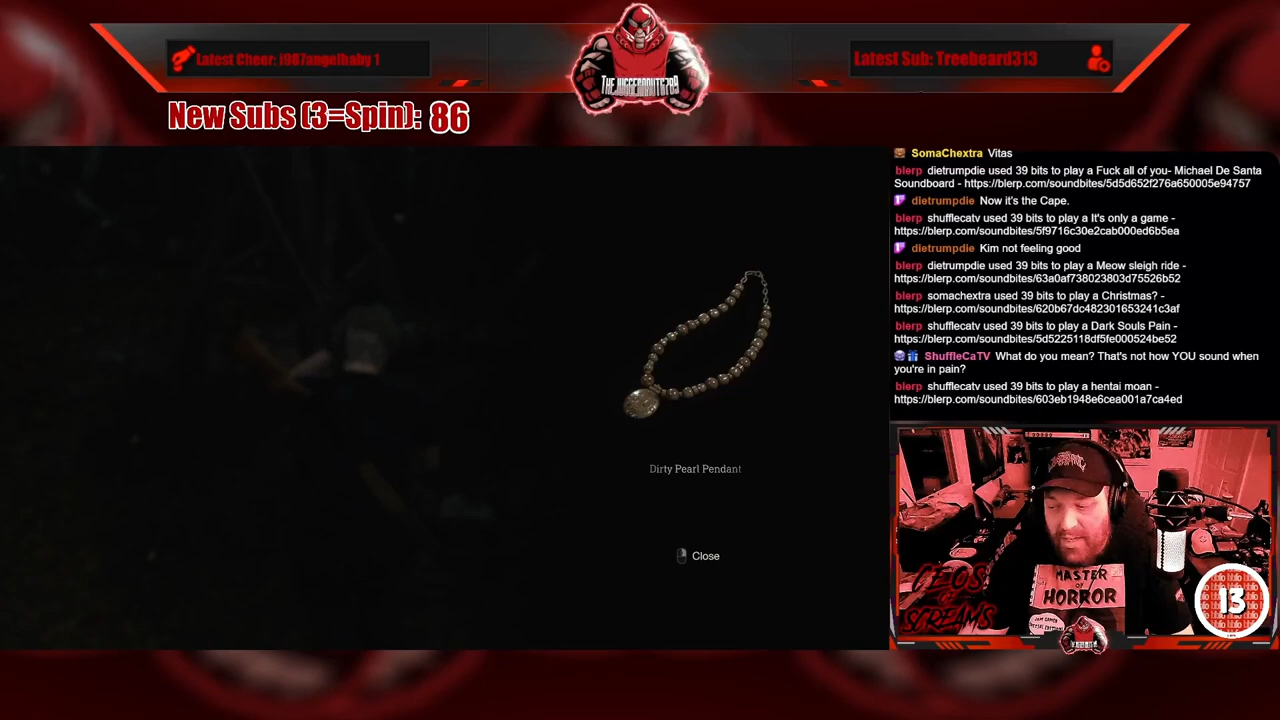 Latest Cheer: i987angelbaby 1
THEJUGGERNAUT6789
Latest Sub: Treebeard313
New Subs (3=Spin): 86
SomaChextra Vitas
blerp dietrumpdie used 39 bits to play a Fuck all of you- Michael De Santa
Soundboard - https://blerp.com/soundbites/5d5d652f276a650005e94757
dietrumpdie Now it's the Cape.
blerp shufflecatv used 39 bits to play a It's only a game -
https://blerp.com/soundbites/5f9716c30e2cab000ed6b5ea
dietrumpdie Kim not feeling good
blerp dietrumpdie used 39 bits to play a Meow sleigh ride -
https://blerp.com/soundbites/63a0af738023803d75526b52
blerp somachextra used 39 bits to play a Christmas? -
https://blerp.com/soundbites/620b67dc482301653241c3af
blerp shufflecatv used 39 bits to play a Dark Souls Pain -
https://blerp.com/soundbites/5d5225118df5fe000524be52
ShuffleCaTV What do you mean? That's not how YOU sound when
you're in pain?
blerp shufflecatv used 39 bits to play a hentai moan -
https://blerp.com/soundbites/603eb1948e6cea001a7ca4ed
Dirty Pearl Pendant
Close
CEOS
OF
SCREAMS
MASTER
OF
HORROR
13